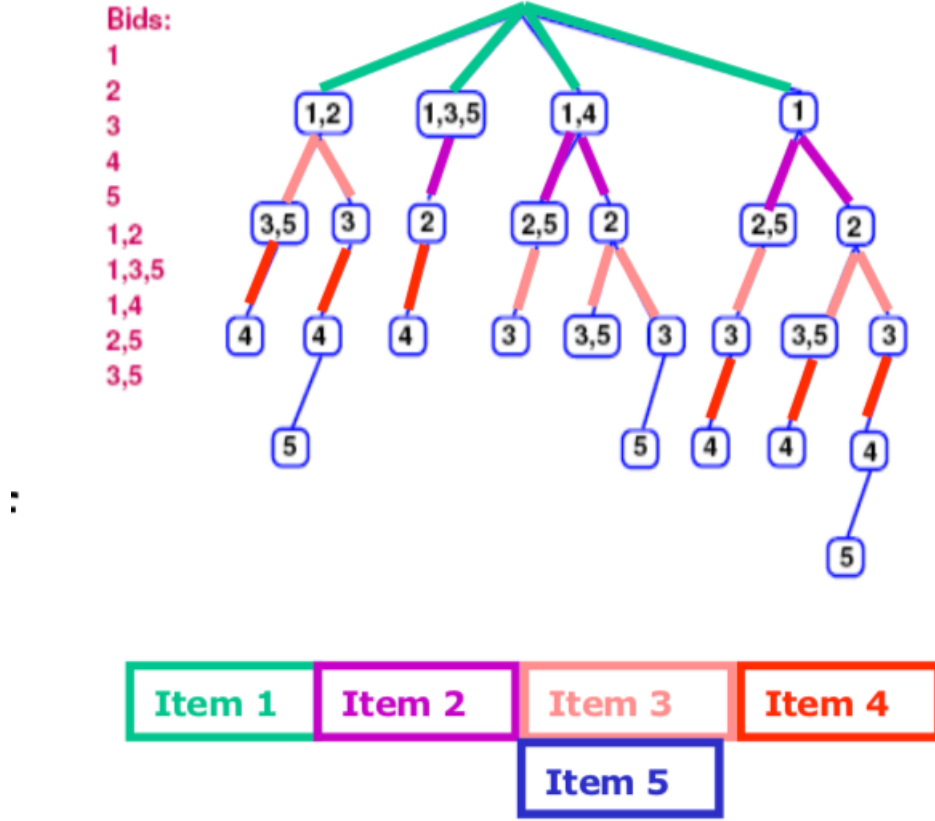 Bids:
1
2
3
4
5
1,2
1,3,5
1,4
2,5
3,5
1,2 1,3,5 1,4 1
3,5 3 2 2,5 2 2,5 2
4 4 4 3 3,5 3 3 3,5 3
5 5 4 4 4
5
Item 1 Item 2 Item 3 Item 4
Item 5